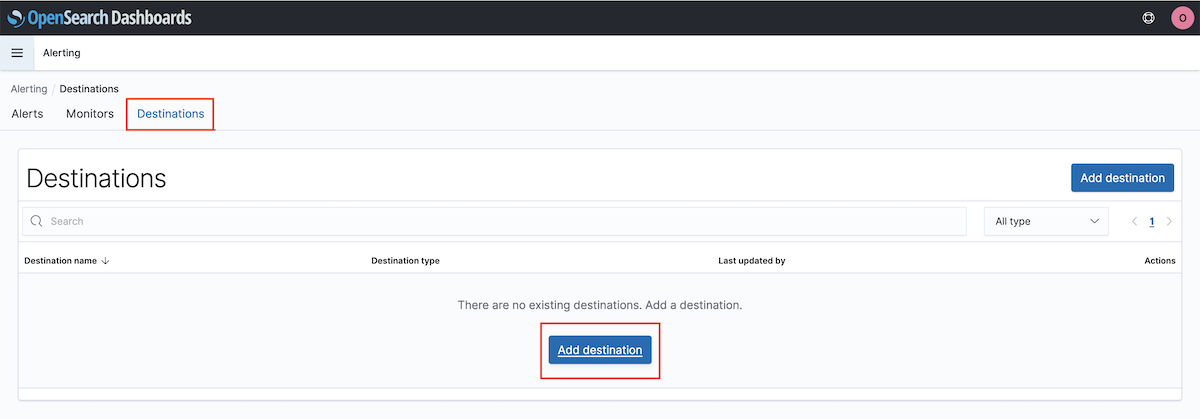 OpenSearch Dashboards
O
Alerting
Alerting / Destinations
Alerts Monitors Destinations
Destinations Add destination
Search All type 1
Destination name Destination type Last updated by Actions
There are no existing destinations. Add a destination.
Add destination